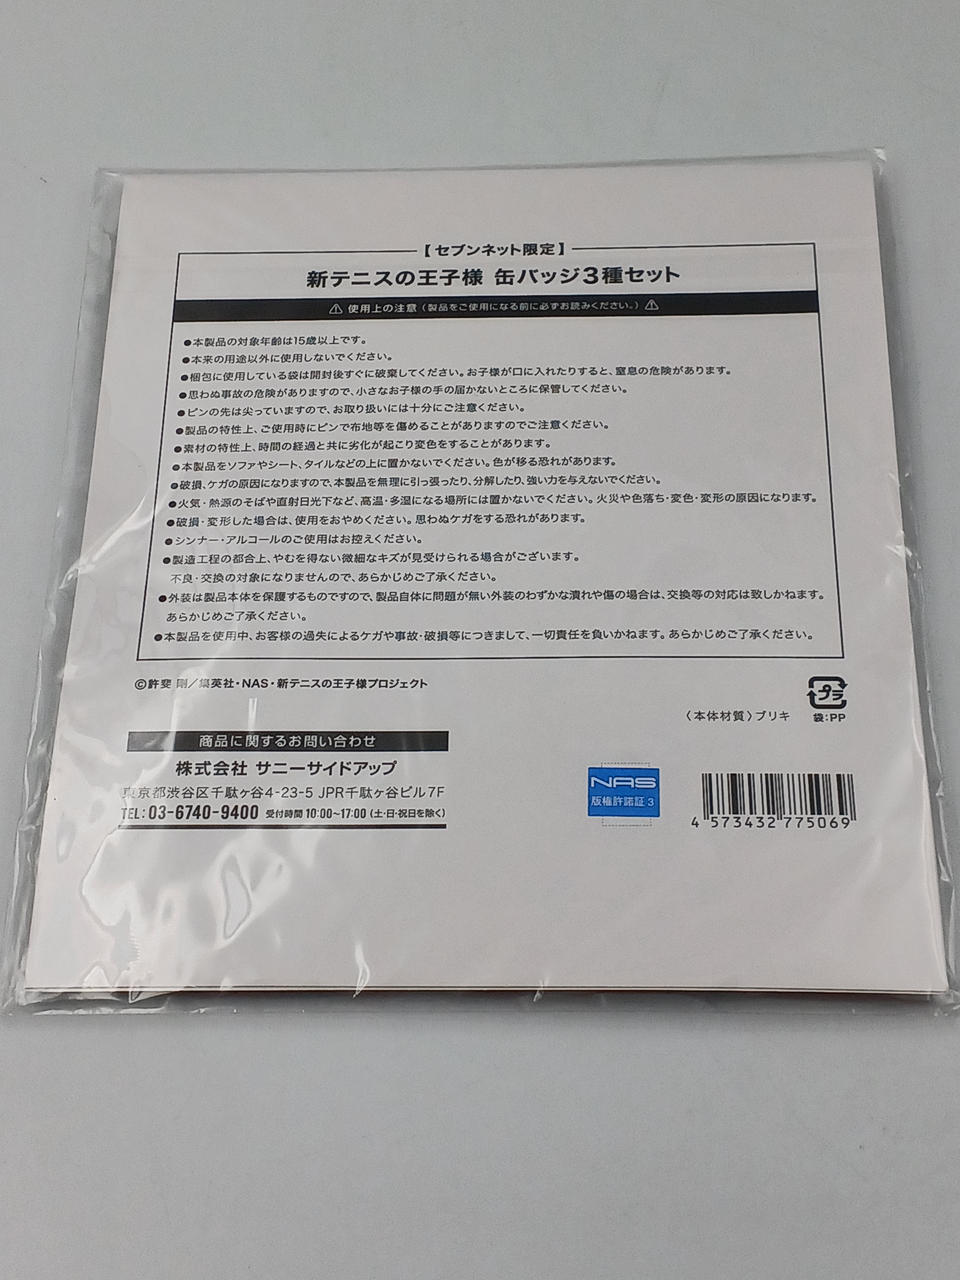 【セブンネット限定】
新テニスの王子様 缶バッジ3種セット
⚠ 使用上の注意（製品をご使用になる前に必ずお読みください。）⚠
●本製品の対象年齢は15歳以上です。
●本来の用途以外に使用しないでください。
●梱包に使用している袋は開封後すぐに破棄してください。お子様が口に入れたりすると、窒息の危険があります。
●思わぬ事故の危険がありますので、小さなお子様の手の届かないところに保管してください。
●ピンの先は尖っていますので、お取り扱いには十分にご注意ください。
●製品の特性上、ご使用時にピンで布地等を傷めることがありますのでご注意ください。
●素材の特性上、時間の経過と共に劣化が起こり変色をすることがあります。
●本製品をソファやシート、タイルなどの上に置かないでください。色が移る恐れがあります。
●破損、ケガの原因になりますので、本製品を無理に引っ張ったり、分解したり、強い力を与えないでください。
●火気・熱源のそばや直射日光下など、高温・多湿になる場所には置かないでください。火災や色落ち・変色・変形の原因になります。
●破損・変形した場合は、使用をおやめください。思わぬケガをする恐れがあります。
●シンナー・アルコールのご使用はお控えください。
●製造工程の都合上、やむを得ない微細なキズが見受けられる場合がございます。
不良・交換の対象になりませんので、あらかじめご了承ください。
●外装は製品本体を保護するものですので、製品自体に問題が無い外装のわずかな潰れや傷の場合は、交換等の対応は致しかねます。
あらかじめご了承ください。
●本製品を使用中、お客様の過失によるケガや事故・破損等につきまして、一切責任を負いかねます。あらかじめご了承ください。
©許斐 剛／集英社・NAS・新テニスの王子様プロジェクト
プラ
〈本体材質〉ブリキ 袋：PP
商品に関するお問い合わせ
株式会社 サニーサイドアップ
東京都渋谷区千駄ヶ谷4-23-5 JPR千駄ヶ谷ビル7F
TEL：03-6740-9400 受付時間 10:00〜17:00（土・日・祝日を除く）
NAS
版権許諾証 3
4 573432 775069